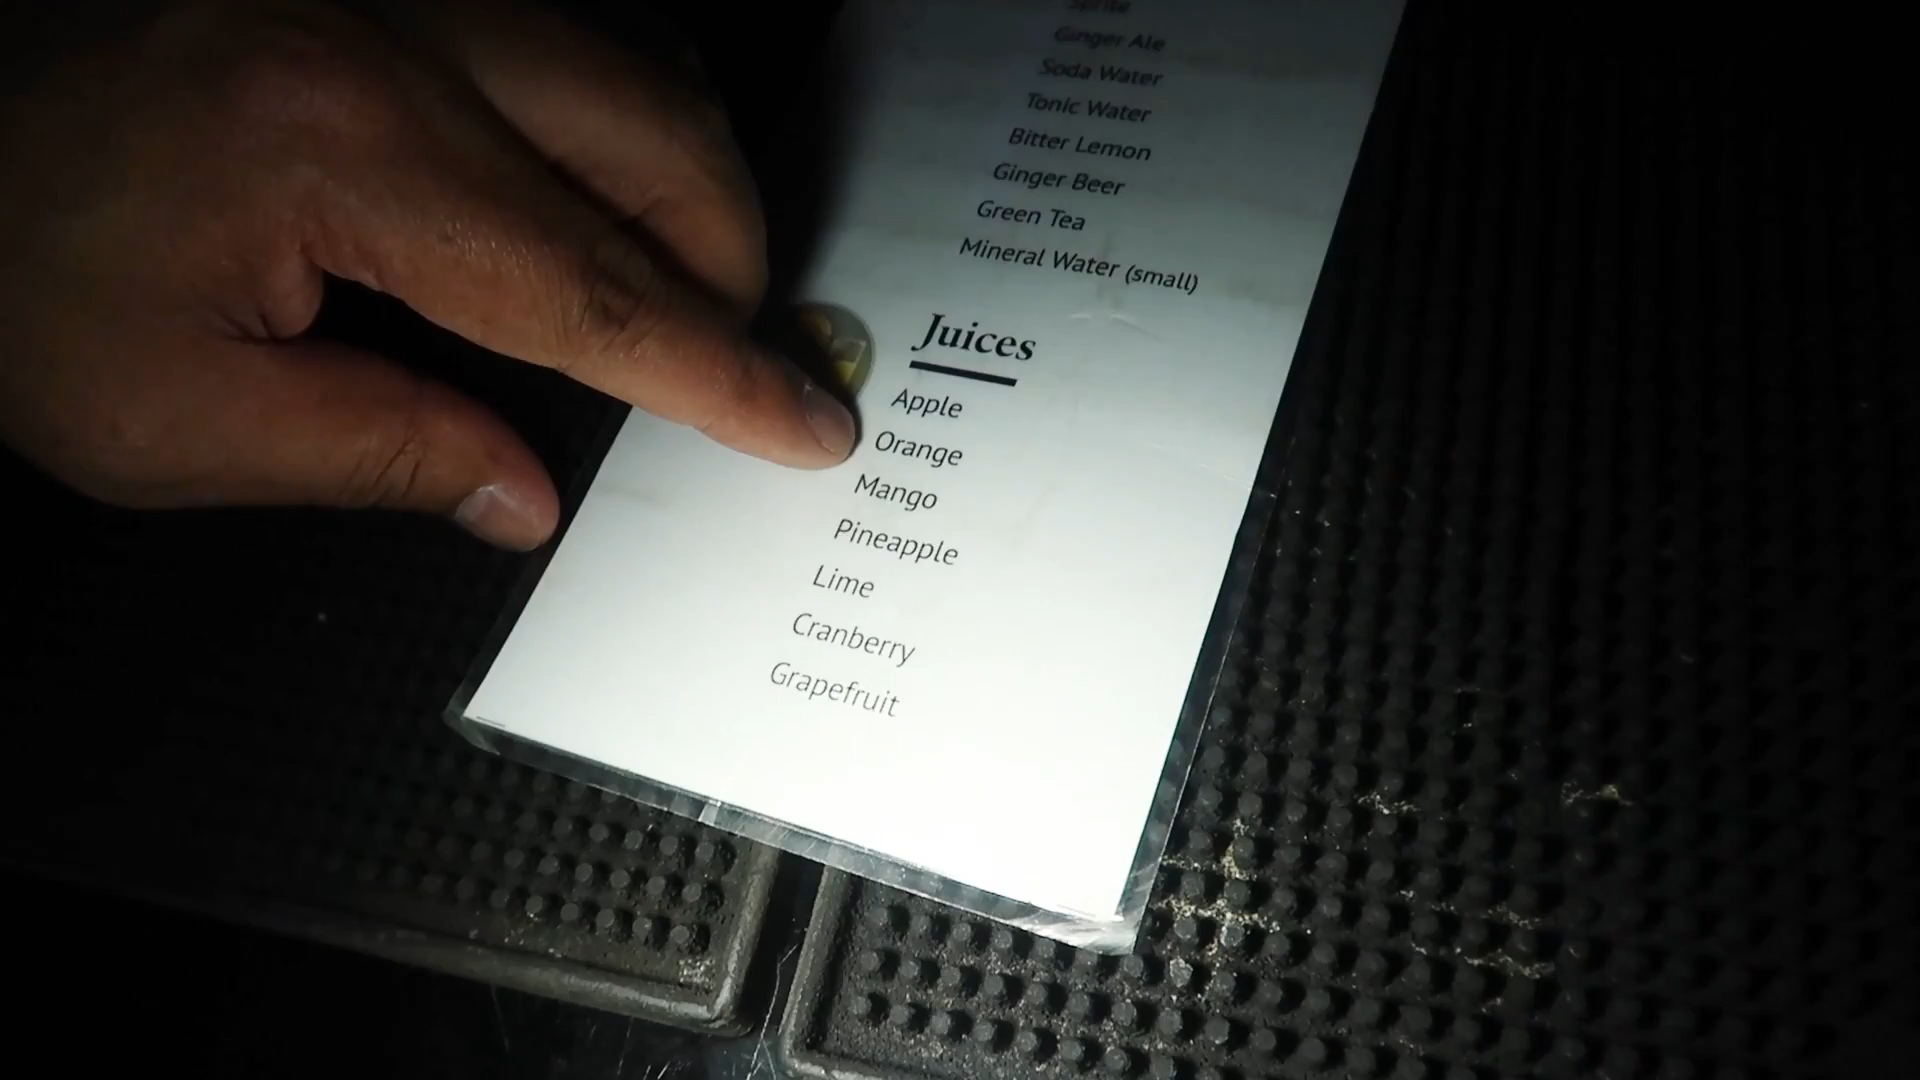 Sprite
Ginger Ale
Soda Water
Tonic Water
Bitter Lemon
Ginger Beer
Green Tea
Mineral Water (small)
Juices
Apple
Orange
Mango
Pineapple
Lime
Cranberry
Grapefruit